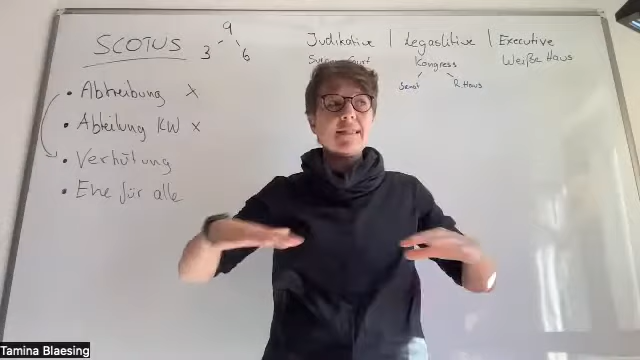 SCOTUS
9
3 6
• Abtreibung x
• Abteilung KW x
• Verhütung
• Ehe für alle
Judikative | Legaslitive | Executive
Kongress
Weiße Haus
Senat R. Haus
Tamina Blaesing